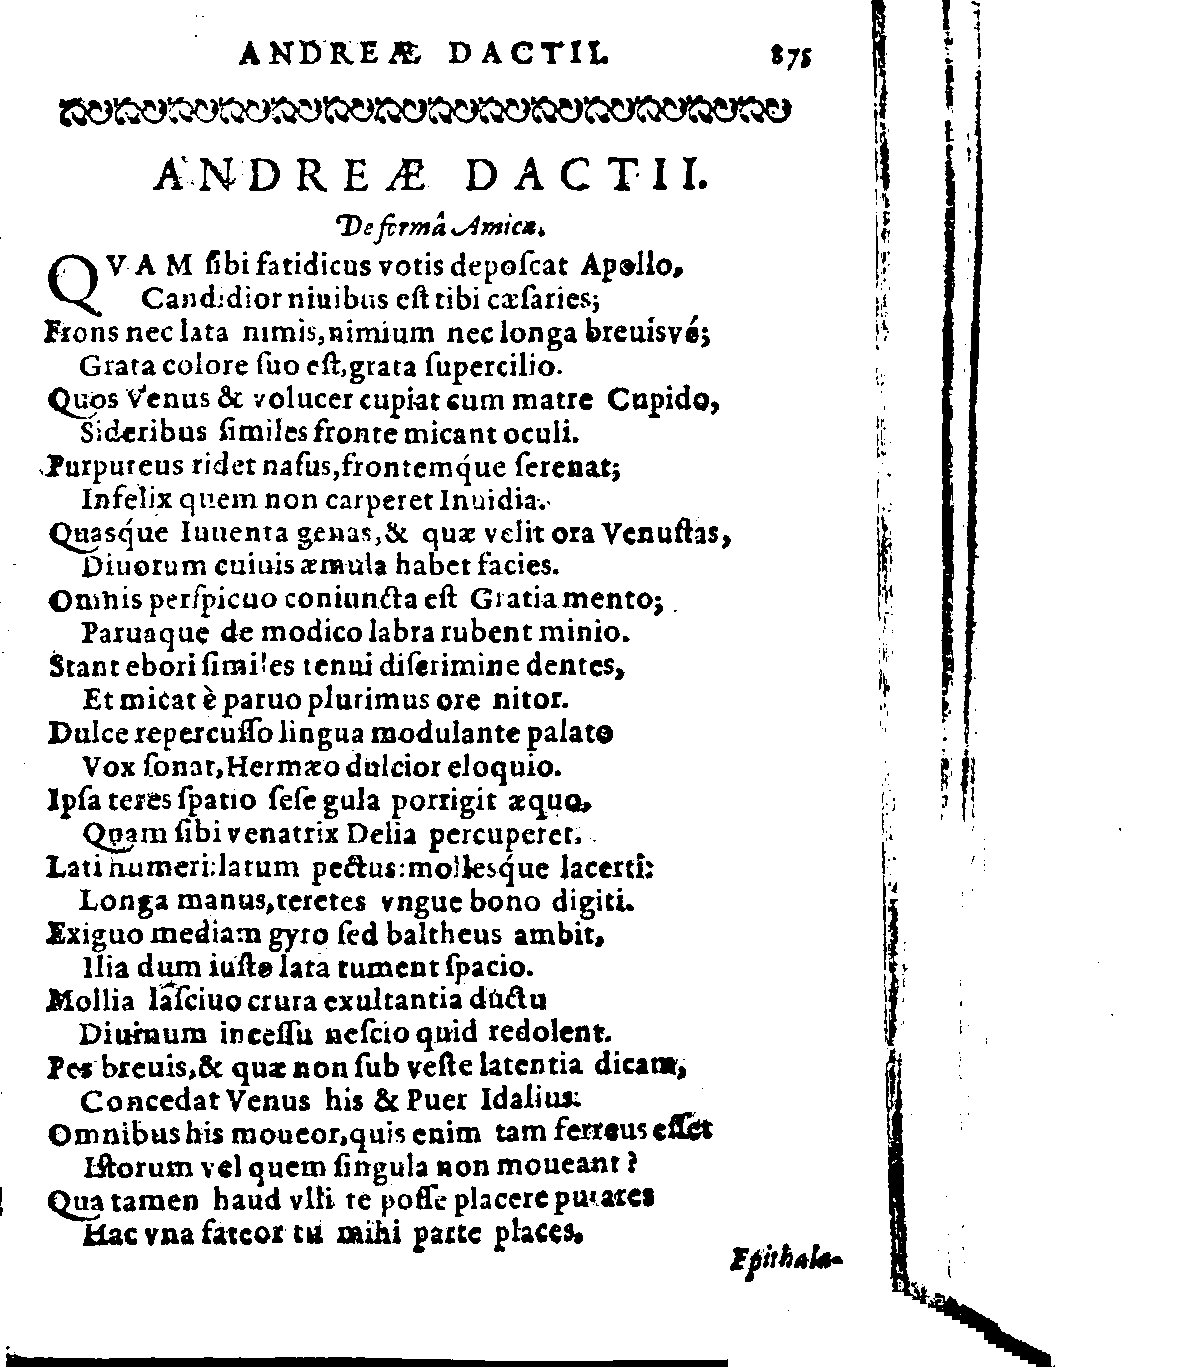 ANDREÆ DACTII. 875
ANDREÆ DACTII.
De formâ Amicæ.
QVAM ſibi fatidicus votis depoſcat Apollo,
Candidior niuibus eſt tibi cæſaries;
Frons nec lata nimis, nimium nec longa breuísvé;
Grata colore ſuo eſt, grata ſupercilio.
Quos Venus & volucer cupiat cum matre Cupido,
Sideribus ſimiles fronte micant oculi.
Purpureus ridet naſus, frontemq́ue ſerenat;
Infelix quem non carperet Inuidia.
Quasq́ue Iuuenta genas, & quæ velit ora Venuſtas,
Diuorum cuiuis æmula habet facies.
Omnis perſpicuo coniuncta eſt Gratia mento;
Paruaque de modico labra rubent minio.
Stant ebori ſimiles tenui diſcrimine dentes,
Et micat è paruo plurimus ore nitor.
Dulce repercuſſo lingua modulante palato
Vox ſonat, Hermæo dulcior eloquio.
Ipſa teres ſpatio ſeſe gula porrigit æquo,
Quam ſibi venatrix Delia percuperet.
Lati humeri: latum pectus: mollesq́ue lacerti:
Longa manus, teretes vngue bono digiti.
Exiguo mediam gyro ſed baltheus ambit,
Ilia dum iuſto lata tument ſpacio.
Mollia laſciuo crura exultantia ductu
Diuinum inceſſu neſcio quid redolent.
Pes breuis, & quæ non ſub veſte latentia dicam,
Concedat Venus his & Puer Idalius:
Omnibus his moueor, quis enim tam ferreus eſſet
Iſtorum vel quem ſingula non moueant?
Qua tamen haud vlli te poſſe placere putares
Hac vna fateor tu mihi parte places.
Epithala-